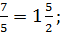 7/5 = 1 5/2;